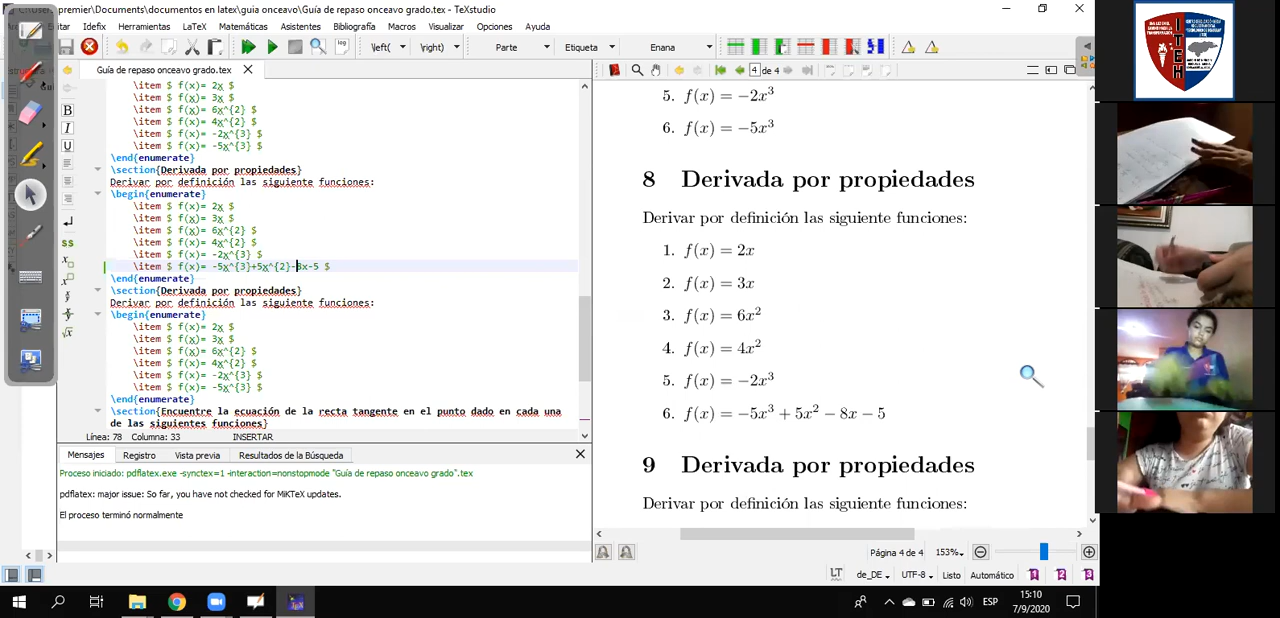 C:\Users\premier\Documents\documentos en latex\guia onceavo\Guía de repaso onceavo grado.tex - TeXstudio
Editar Idefix Herramientas LaTeX Matemáticas Asistentes Bibliografía Macros Visualizar Opciones Ayuda
\left( \right) Parte Etiqueta Enana
Guía de repaso onceavo grado.tex
4 de 4
\item $ f(x)= 2x $
\item $ f(x)= 3x $
\item $ f(x)= 6x^{2} $
\item $ f(x)= 4x^{2} $
\item $ f(x)= -2x^{3} $
\item $ f(x)= -5x^{3} $
\end{enumerate}
\section{Derivada por propiedades}
Derivar por definición las siguiente funciones:
\begin{enumerate}
\item $ f(x)= 2x $
\item $ f(x)= 3x $
\item $ f(x)= 6x^{2} $
\item $ f(x)= 4x^{2} $
\item $ f(x)= -2x^{3} $
\item $ f(x)= -5x^{3}+5x^{2}-8x-5 $
\end{enumerate}
\section{Derivada por propiedades}
Derivar por definición las siguiente funciones:
\begin{enumerate}
\item $ f(x)= 2x $
\item $ f(x)= 3x $
\item $ f(x)= 6x^{2} $
\item $ f(x)= 4x^{2} $
\item $ f(x)= -2x^{3} $
\item $ f(x)= -5x^{3} $
\end{enumerate}
\section{Encuentre la ecuación de la recta tangente en el punto dado en cada una
de las siguientes funciones}
Línea: 78 Columna: 33 INSERTAR
Mensajes Registro Vista previa Resultados de la Búsqueda
Proceso iniciado: pdflatex.exe -synctex=1 -interaction=nonstopmode "Guía de repaso onceavo grado".tex
pdflatex: major issue: So far, you have not checked for MiKTeX updates.
El proceso terminó normalmente
5. f(x) = −2x³
6. f(x) = −5x³
8 Derivada por propiedades
Derivar por definición las siguiente funciones:
1. f(x) = 2x
2. f(x) = 3x
3. f(x) = 6x²
4. f(x) = 4x²
5. f(x) = −2x³
6. f(x) = −5x³ + 5x² − 8x − 5
9 Derivada por propiedades
Derivar por definición las siguiente funciones:
Página 4 de 4 153%
LT de_DE UTF-8 Listo Automático 1 2 3
ITEH
ESP
15:10
7/9/2020